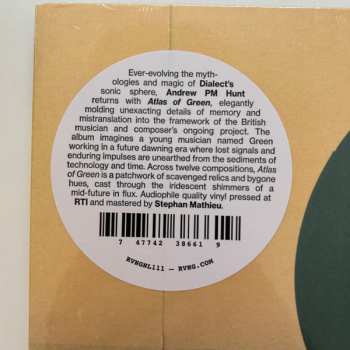 Ever-evolving the myth-
ologies and magic of Dialect's
sonic sphere, Andrew PM Hunt
returns with Atlas of Green, elegantly
molding unexacting details of memory and
mistranslation into the framework of the British
musician and composer's ongoing project. The
album imagines a young musician named Green
working in a future dawning era where lost signals and
enduring impulses are unearthed from the sediments of
technology and time. Across twelve compositions, Atlas
of Green is a patchwork of scavenged relics and bygone
hues, cast through the iridescent shimmers of a
mid-future in flux. Audiophile quality vinyl pressed at
RTI and mastered by Stephan Mathieu.
7 47742 38661 9
RVNGNL111 — RVNG.COM